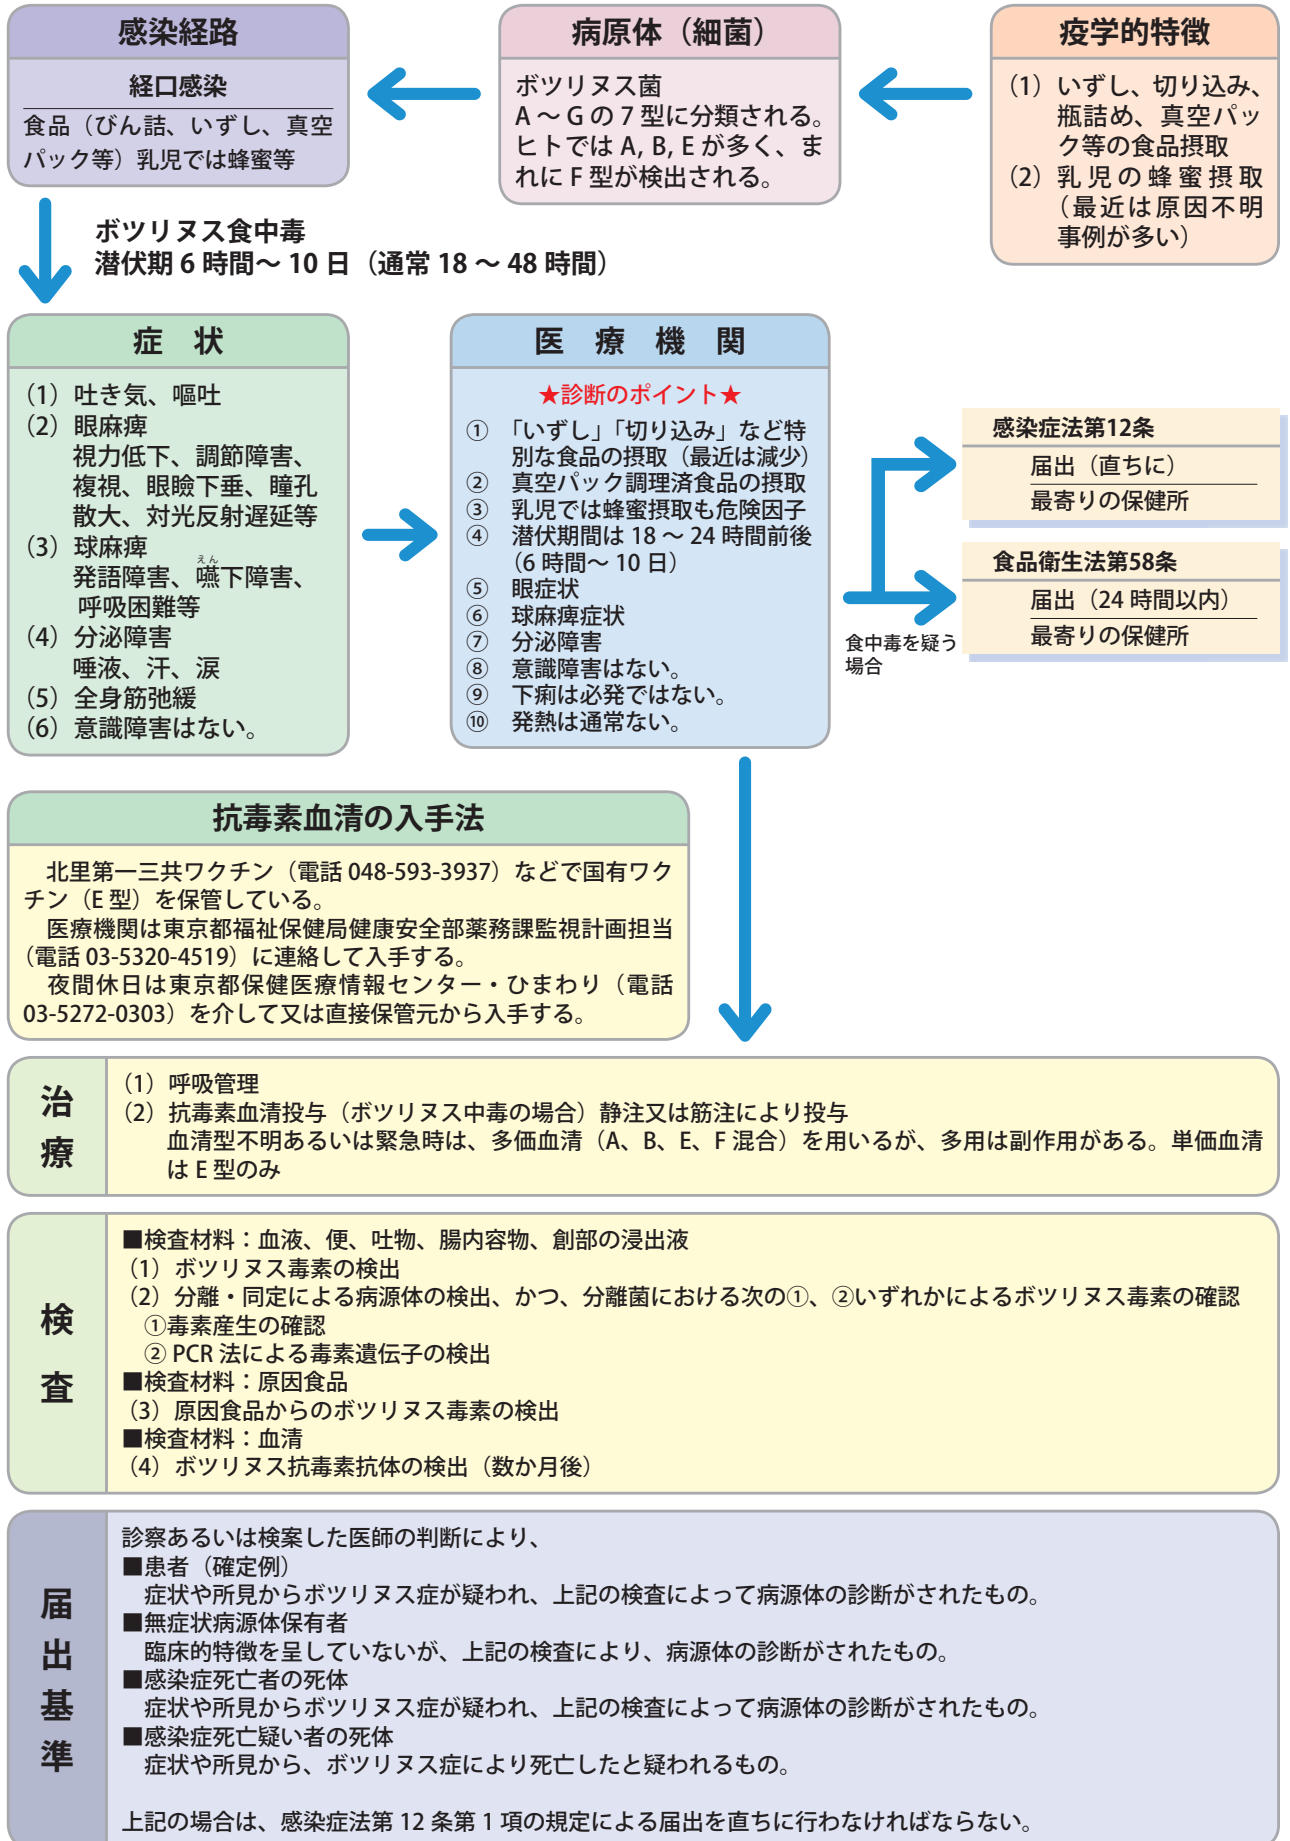 感染経路
経口感染
食品（びん詰、いずし、真空
パック等）乳児では蜂蜜等
病原体（細菌）
ボツリヌス菌
A ～ G の 7 型に分類される。
ヒトでは A, B, E が多く、ま
れに F 型が検出される。
疫学的特徴
（1）いずし、切り込み、
瓶詰め、真空パッ
ク等の食品摂取
（2）乳児の蜂蜜摂取
（最近は原因不明
事例が多い）
ボツリヌス食中毒
潜伏期 6 時間～ 10 日（通常 18 ～ 48 時間）
症　状
（1）吐き気、嘔吐
（2）眼麻痺
視力低下、調節障害、
複視、眼瞼下垂、瞳孔
散大、対光反射遅延等
（3）球麻痺
えん
発語障害、嚥下障害、
呼吸困難等
（4）分泌障害
唾液、汗、涙
（5）全身筋弛緩
（6）意識障害はない。
医　療　機　関
★診断のポイント★
①　「いずし」「切り込み」など特
別な食品の摂取（最近は減少）
②　真空パック調理済食品の摂取
③　乳児では蜂蜜摂取も危険因子
④　潜伏期間は 18 ～ 24 時間前後
（6 時間～ 10 日）
⑤　眼症状
⑥　球麻痺症状
⑦　分泌障害
⑧　意識障害はない。
⑨　下痢は必発ではない。
⑩　発熱は通常ない。
食中毒を疑う
場合
感染症法第12条
届出（直ちに）
最寄りの保健所
食品衛生法第58条
届出（24 時間以内）
最寄りの保健所
抗毒素血清の入手法
北里第一三共ワクチン（電話 048-593-3937）などで国有ワク
チン（E 型）を保管している。
医療機関は東京都福祉保健局健康安全部薬務課監視計画担当
（電話 03-5320-4519）に連絡して入手する。
夜間休日は東京都保健医療情報センター・ひまわり（電話
03-5272-0303）を介して又は直接保管元から入手する。
治療
（1）呼吸管理
（2）抗毒素血清投与（ボツリヌス中毒の場合）静注又は筋注により投与
血清型不明あるいは緊急時は、多価血清（A、B、E、F 混合）を用いるが、多用は副作用がある。単価血清
は E 型のみ
検査
■検査材料：血液、便、吐物、腸内容物、創部の浸出液
（1）ボツリヌス毒素の検出
（2）分離・同定による病源体の検出、かつ、分離菌における次の①、②いずれかによるボツリヌス毒素の確認
①毒素産生の確認
② PCR 法による毒素遺伝子の検出
■検査材料：原因食品
（3）原因食品からのボツリヌス毒素の検出
■検査材料：血清
（4）ボツリヌス抗毒素抗体の検出（数か月後）
届出基準
診察あるいは検案した医師の判断により、
■患者（確定例）
症状や所見からボツリヌス症が疑われ、上記の検査によって病源体の診断がされたもの。
■無症状病源体保有者
臨床的特徴を呈していないが、上記の検査により、病源体の診断がされたもの。
■感染症死亡者の死体
症状や所見からボツリヌス症が疑われ、上記の検査によって病源体の診断がされたもの。
■感染症死亡疑い者の死体
症状や所見から、ボツリヌス症により死亡したと疑われるもの。
上記の場合は、感染症法第 12 条第 1 項の規定による届出を直ちに行わなければならない。